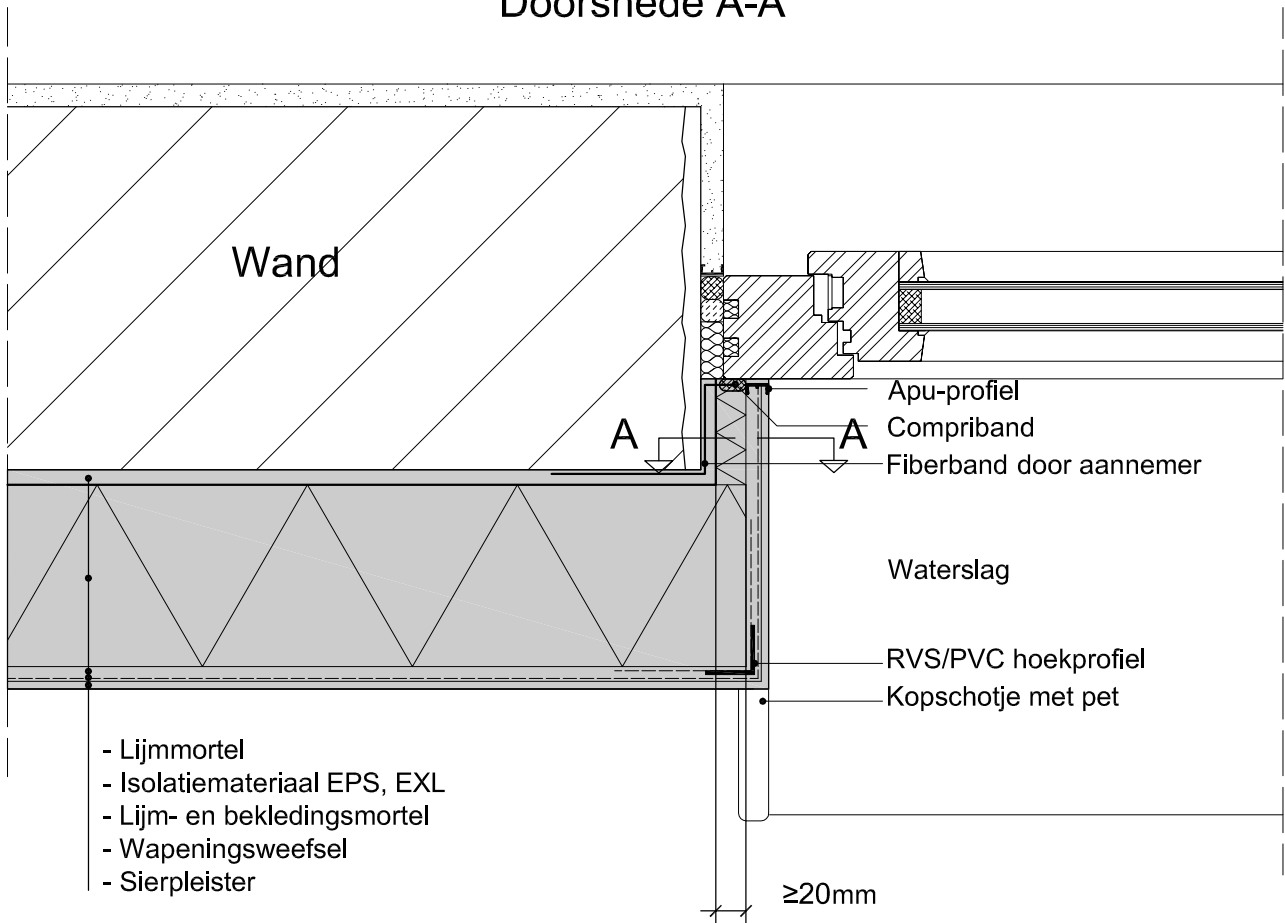 Doorsnede A-A
Wand
Apu-profiel
A
A
Compriband
Fiberband door aannemer
Waterslag
RVS/PVC hoekprofiel
Kopschotje met pet
- Lijmmortel
- Isolatiemateriaal EPS, EXL
- Lijm- en bekledingsmortel
- Wapeningsweefsel
- Sierpleister
≥20mm